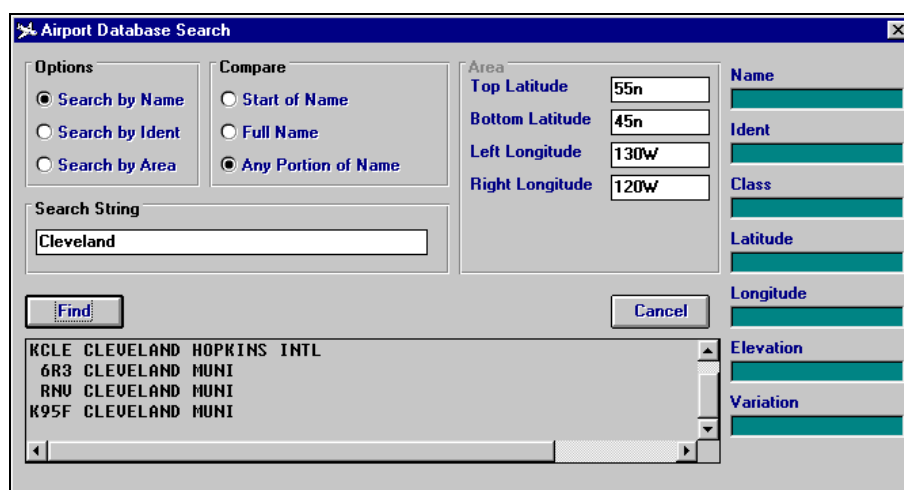 Airport Database Search
Options
Search by Name
Search by Ident
Search by Area
Compare
Start of Name
Full Name
Any Portion of Name
Area
Top Latitude 55n
Bottom Latitude 45n
Left Longitude 130W
Right Longitude 120W
Search String
Cleveland
Find
Cancel
KCLE CLEVELAND HOPKINS INTL
6R3 CLEVELAND MUNI
RNV CLEVELAND MUNI
K95F CLEVELAND MUNI
Name
Ident
Class
Latitude
Longitude
Elevation
Variation